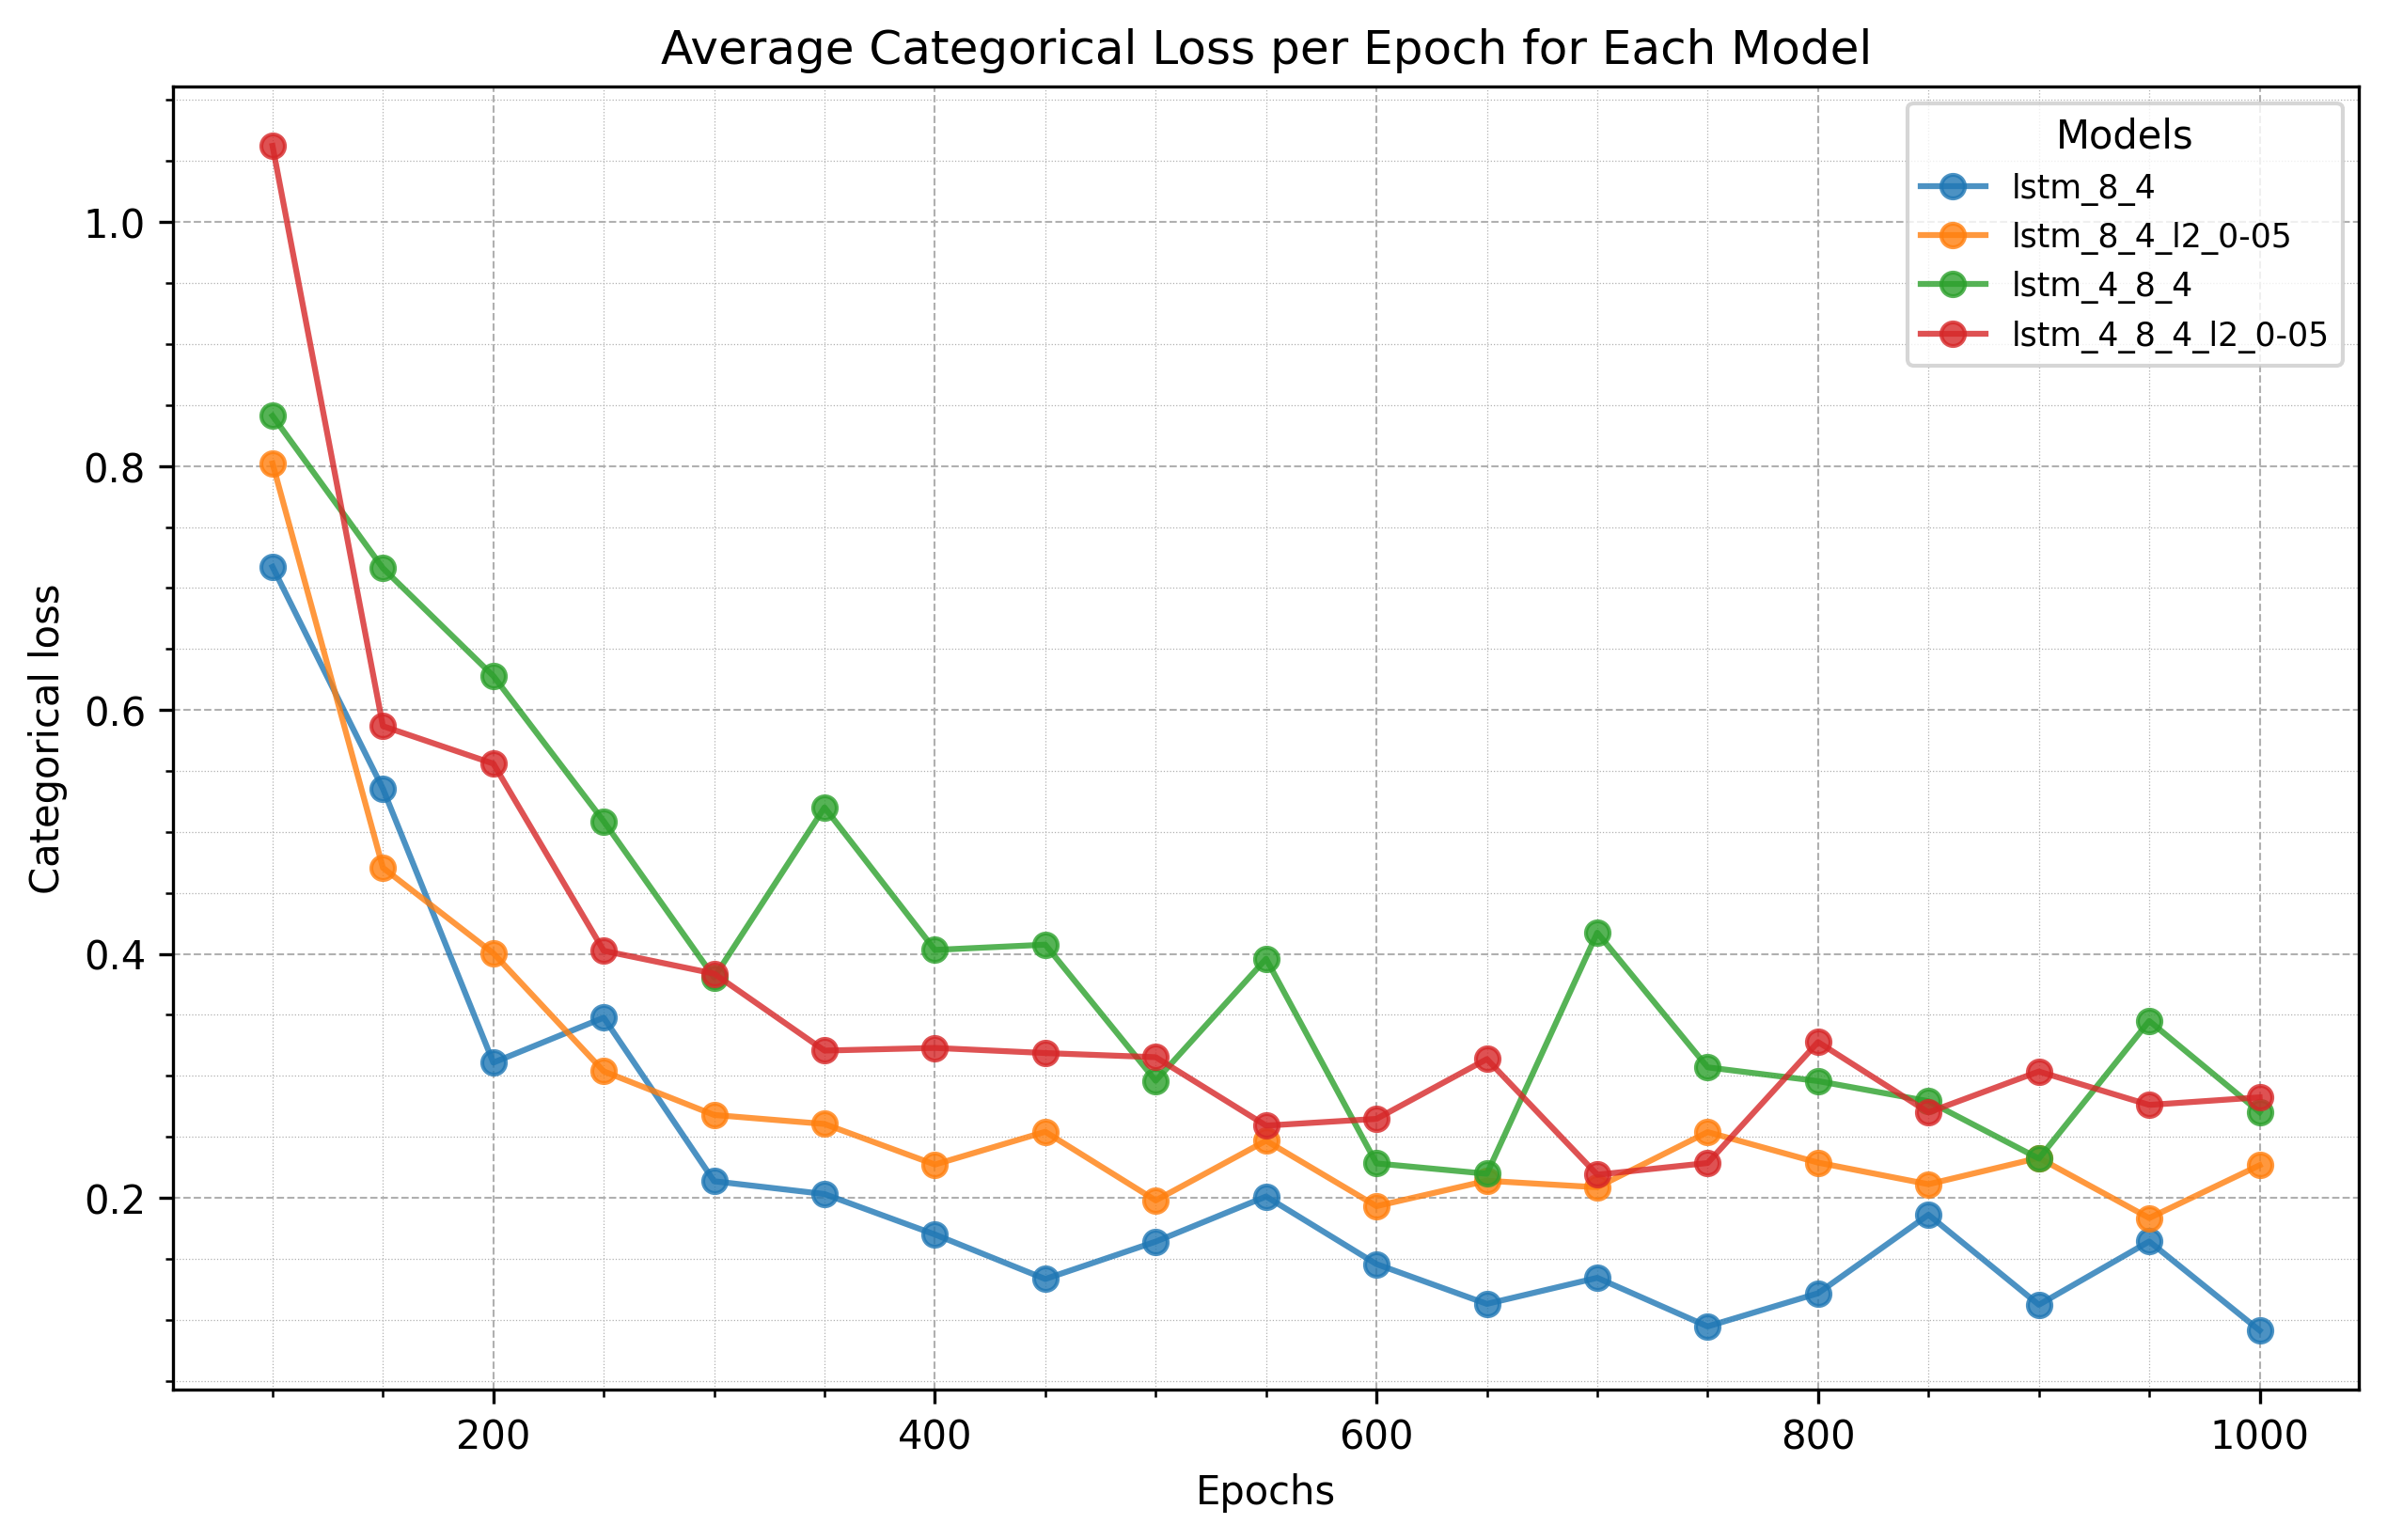 Average Categorical Loss per Epoch for Each Model
Models
lstm_8_4
lstm_8_4_l2_0-05
lstm_4_8_4
lstm_4_8_4_l2_0-05
Categorical loss
1.0
0.8
0.6
0.4
0.2
200 400 600 800 1000
Epochs